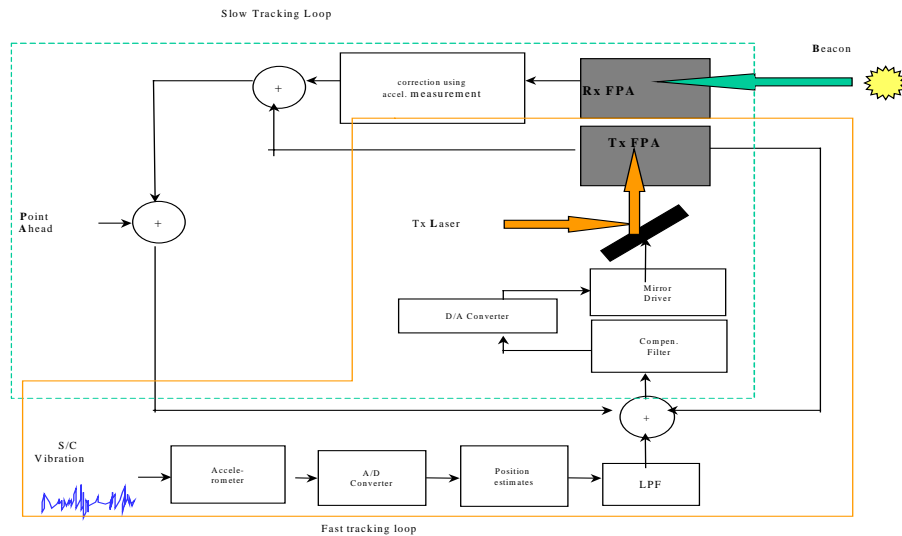 Slow Tracking Loop
Beacon
correction using
accel. measurement
Rx FPA
+
Tx FPA
Point
Ahead
+
Tx Laser
Mirror
Driver
D/A Converter
Compen.
Filter
+
S/C
Vibration
Accele-
rometer
A/D
Converter
Position
estimates
LPF
Fast tracking loop